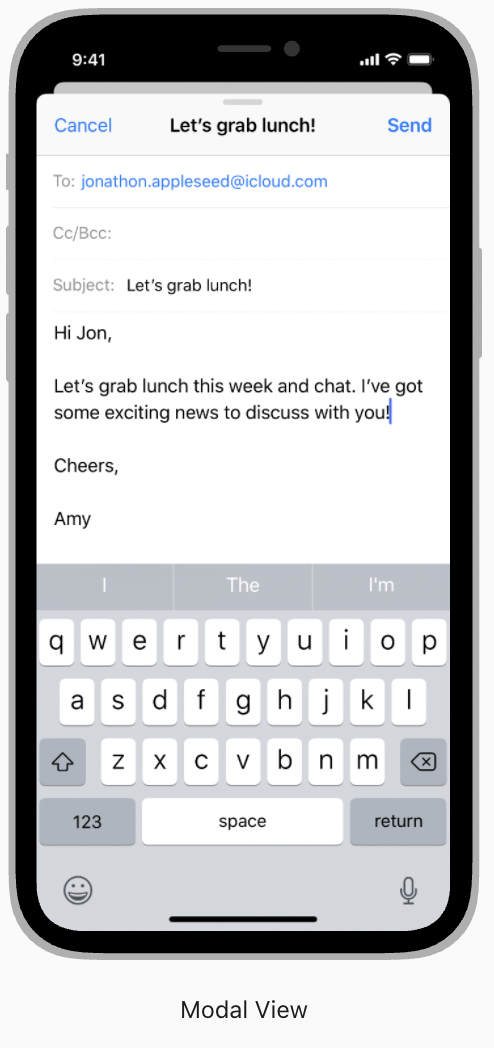 9:41
Cancel Let’s grab lunch! Send
To: jonathon.appleseed@icloud.com
Cc/Bcc:
Subject: Let’s grab lunch!
Hi Jon,
Let’s grab lunch this week and chat. I’ve got
some exciting news to discuss with you!
Cheers,
Amy
I The I'm
q w e r t y u i o p
a s d f g h j k l
z x c v b n m
123 space return
Modal View